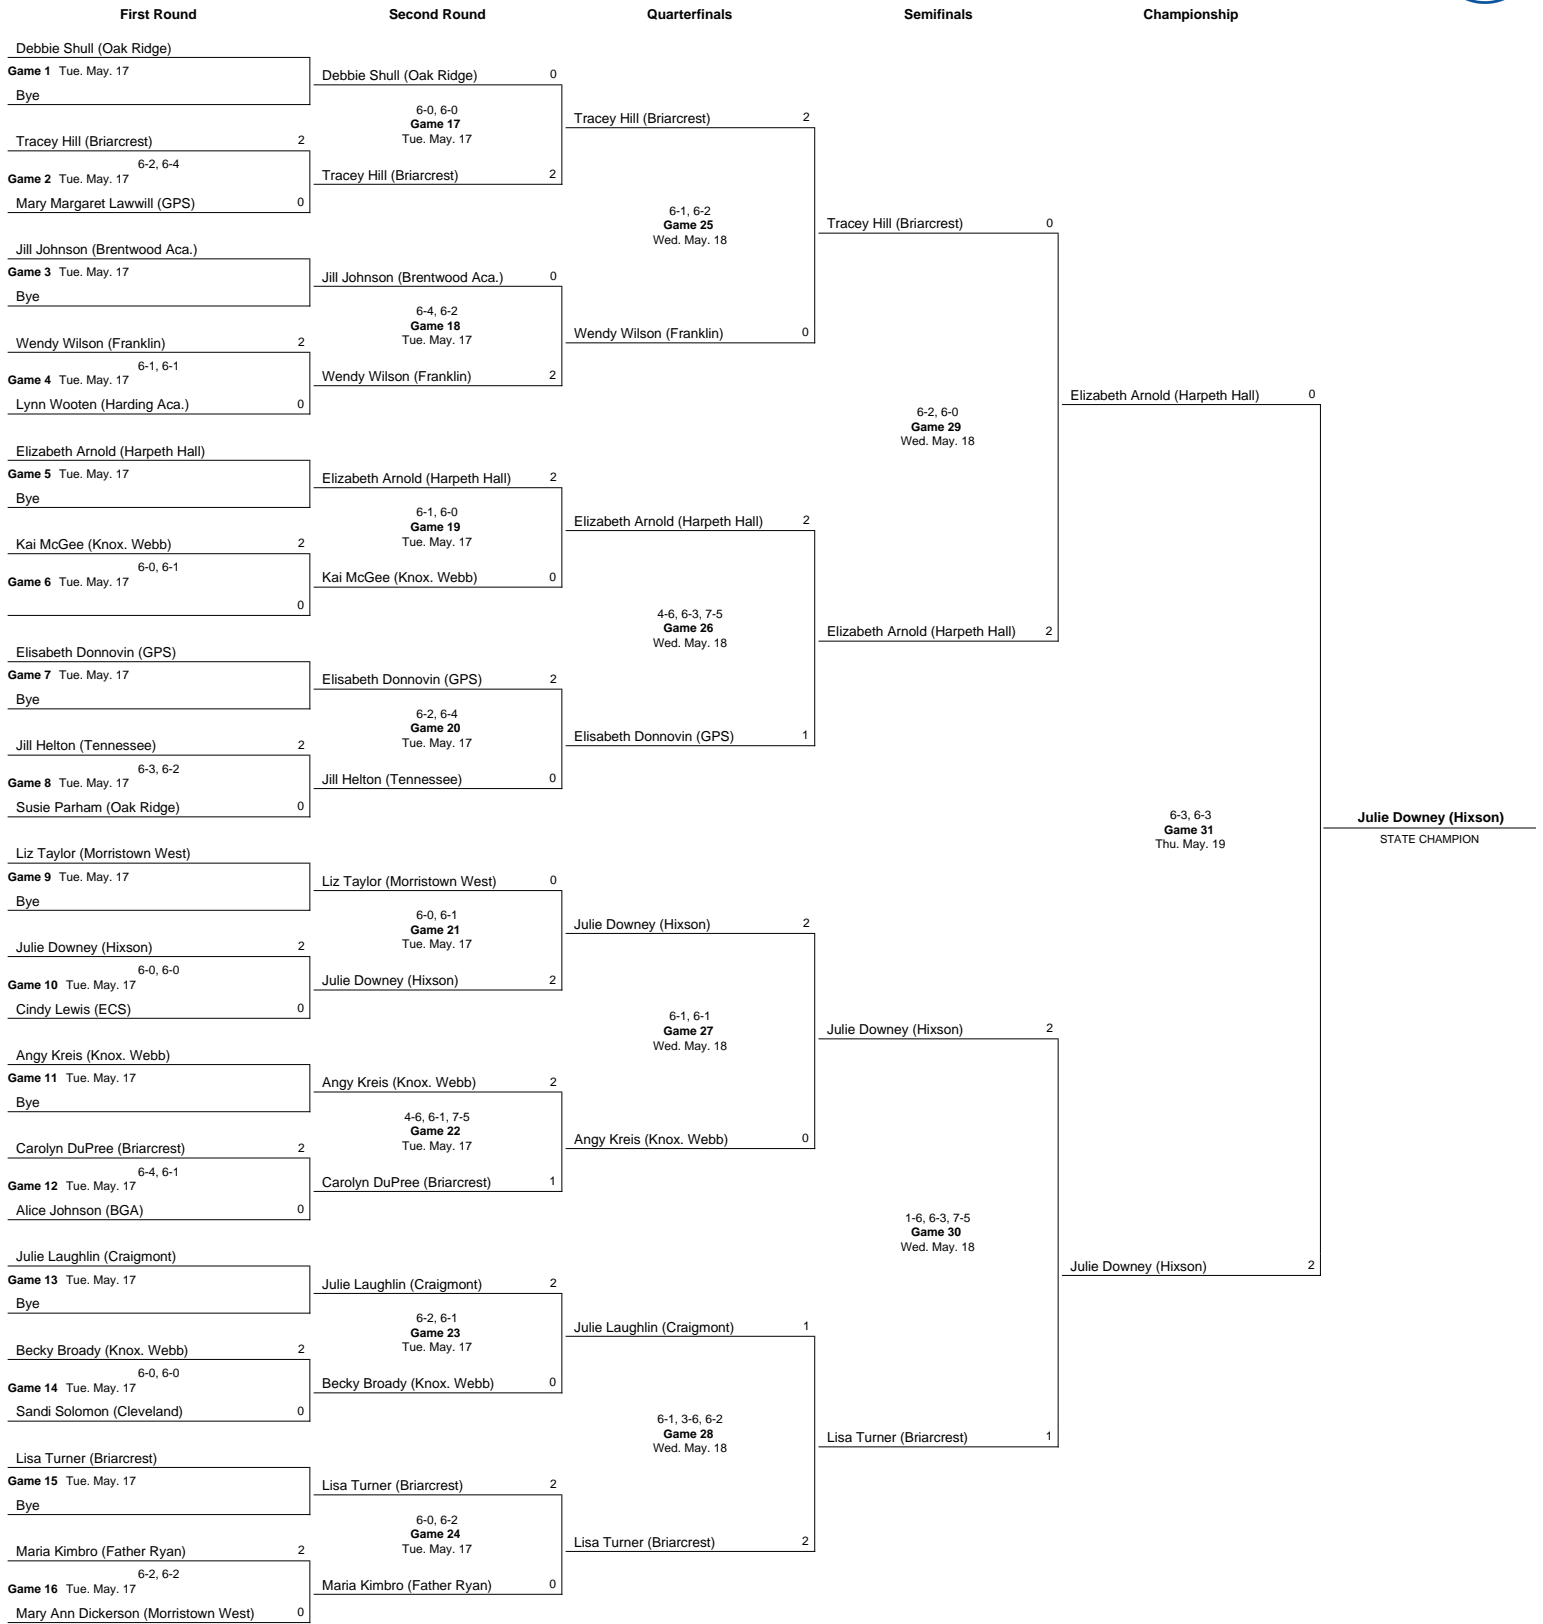 First Round
Second Round
Quarterfinals
Semifinals
Championship
Debbie Shull (Oak Ridge)
Game 1 Tue. May. 17
Bye
Tracey Hill (Briarcrest) 2
6-2, 6-4
Game 2 Tue. May. 17
Mary Margaret Lawwill (GPS) 0
Jill Johnson (Brentwood Aca.)
Game 3 Tue. May. 17
Bye
Wendy Wilson (Franklin) 2
6-1, 6-1
Game 4 Tue. May. 17
Lynn Wooten (Harding Aca.) 0
Elizabeth Arnold (Harpeth Hall)
Game 5 Tue. May. 17
Bye
Kai McGee (Knox. Webb) 2
6-0, 6-1
Game 6 Tue. May. 17
0
Elisabeth Donnovin (GPS)
Game 7 Tue. May. 17
Bye
Jill Helton (Tennessee) 2
6-3, 6-2
Game 8 Tue. May. 17
Susie Parham (Oak Ridge) 0
Liz Taylor (Morristown West)
Game 9 Tue. May. 17
Bye
Julie Downey (Hixson) 2
6-0, 6-0
Game 10 Tue. May. 17
Cindy Lewis (ECS) 0
Angy Kreis (Knox. Webb)
Game 11 Tue. May. 17
Bye
Carolyn DuPree (Briarcrest) 2
6-4, 6-1
Game 12 Tue. May. 17
Alice Johnson (BGA) 0
Julie Laughlin (Craigmont)
Game 13 Tue. May. 17
Bye
Becky Broady (Knox. Webb) 2
6-0, 6-0
Game 14 Tue. May. 17
Sandi Solomon (Cleveland) 0
Lisa Turner (Briarcrest)
Game 15 Tue. May. 17
Bye
Maria Kimbro (Father Ryan) 2
6-2, 6-2
Game 16 Tue. May. 17
Mary Ann Dickerson (Morristown West) 0
Debbie Shull (Oak Ridge) 0
6-0, 6-0
Game 17
Tue. May. 17
Tracey Hill (Briarcrest) 2
Jill Johnson (Brentwood Aca.) 0
6-4, 6-2
Game 18
Tue. May. 17
Wendy Wilson (Franklin) 2
Elizabeth Arnold (Harpeth Hall) 2
6-1, 6-0
Game 19
Tue. May. 17
Kai McGee (Knox. Webb) 0
Elisabeth Donnovin (GPS) 2
6-2, 6-4
Game 20
Tue. May. 17
Jill Helton (Tennessee) 0
Liz Taylor (Morristown West) 0
6-0, 6-1
Game 21
Tue. May. 17
Julie Downey (Hixson) 2
Angy Kreis (Knox. Webb) 2
4-6, 6-1, 7-5
Game 22
Tue. May. 17
Carolyn DuPree (Briarcrest) 1
Julie Laughlin (Craigmont) 2
6-2, 6-1
Game 23
Tue. May. 17
Becky Broady (Knox. Webb) 0
Lisa Turner (Briarcrest) 2
6-0, 6-2
Game 24
Tue. May. 17
Maria Kimbro (Father Ryan) 0
Tracey Hill (Briarcrest) 2
6-1, 6-2
Game 25
Wed. May. 18
Wendy Wilson (Franklin) 0
Elizabeth Arnold (Harpeth Hall) 2
4-6, 6-3, 7-5
Game 26
Wed. May. 18
Elisabeth Donnovin (GPS) 1
Julie Downey (Hixson) 2
6-1, 6-1
Game 27
Wed. May. 18
Angy Kreis (Knox. Webb) 0
Julie Laughlin (Craigmont) 1
6-1, 3-6, 6-2
Game 28
Wed. May. 18
Lisa Turner (Briarcrest) 2
Tracey Hill (Briarcrest) 0
6-2, 6-0
Game 29
Wed. May. 18
Elizabeth Arnold (Harpeth Hall) 2
Julie Downey (Hixson) 2
1-6, 6-3, 7-5
Game 30
Wed. May. 18
Lisa Turner (Briarcrest) 1
Elizabeth Arnold (Harpeth Hall) 0
6-3, 6-3
Game 31
Thu. May. 19
Julie Downey (Hixson) 2
Julie Downey (Hixson)
STATE CHAMPION